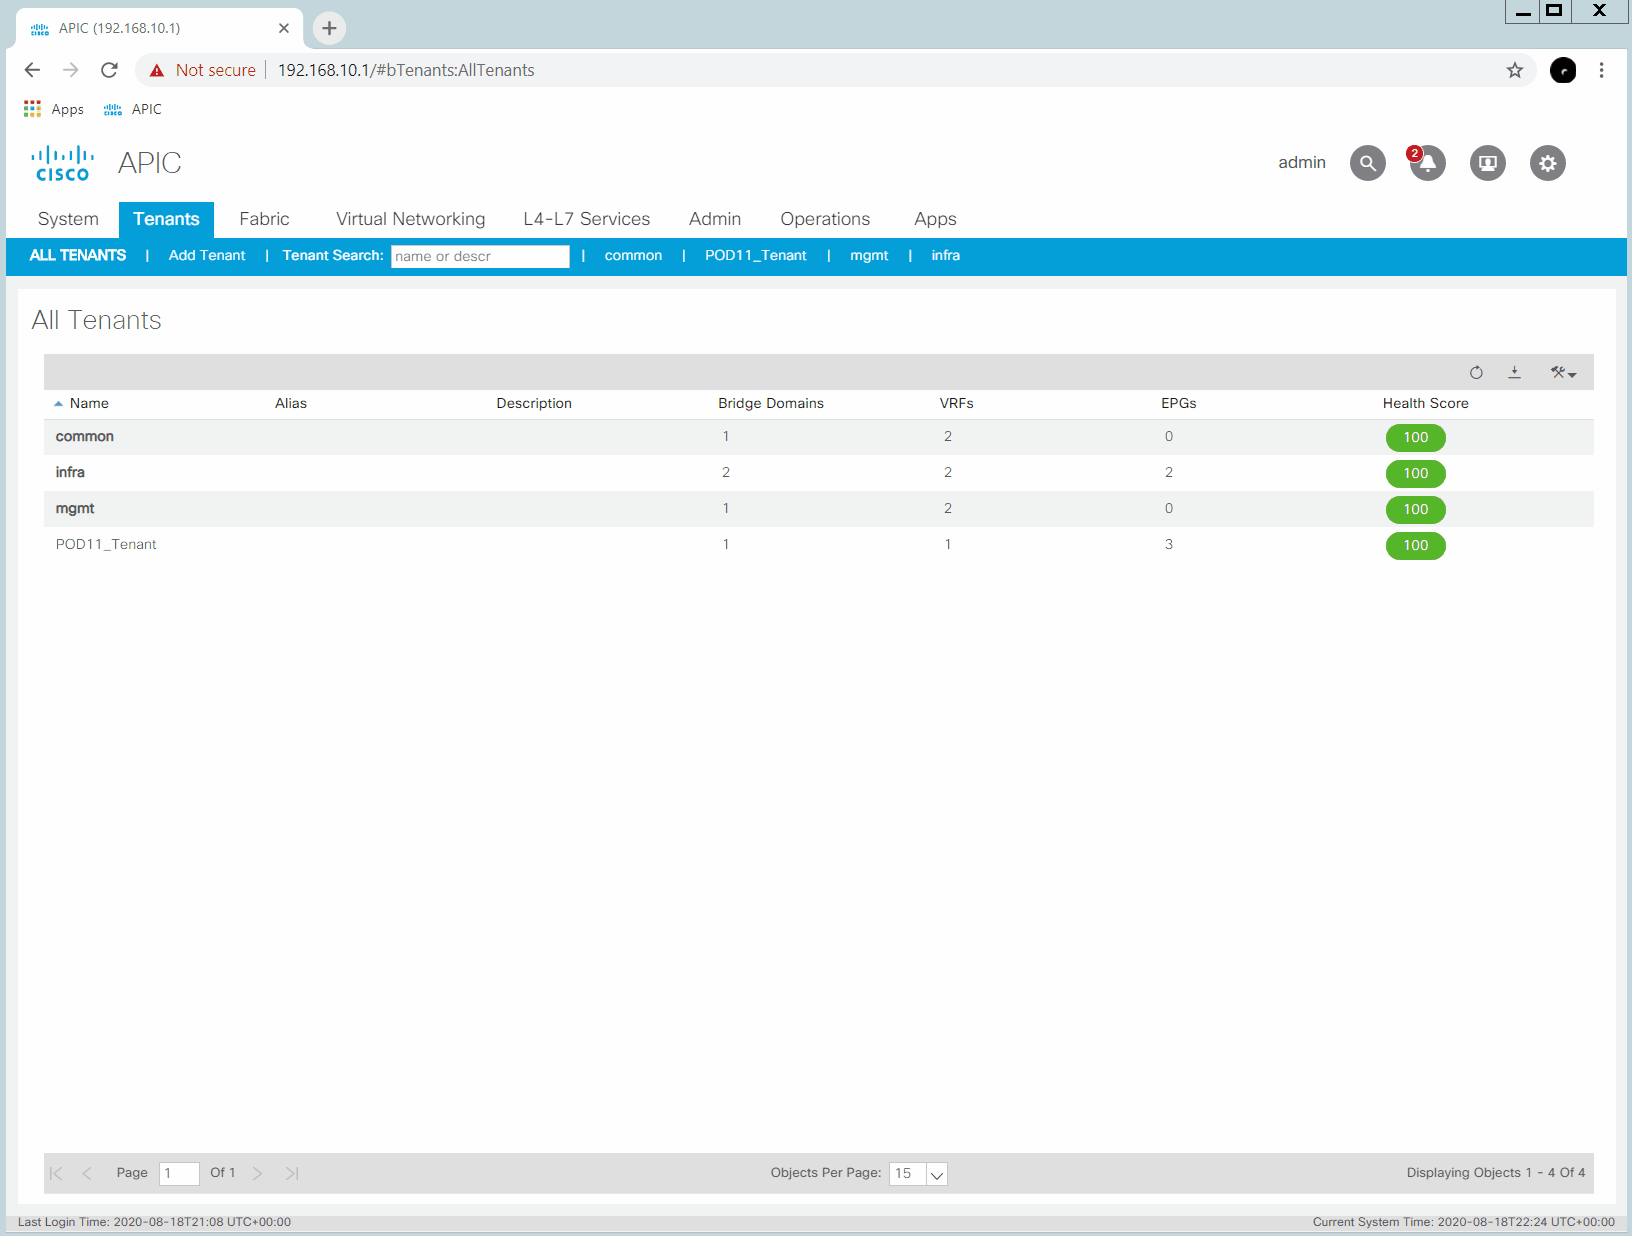 APIC (192.168.10.1)
Not secure 192.168.10.1/#bTenants:AllTenants
Apps APIC
CISCO APIC admin 2
System Tenants Fabric Virtual Networking L4-L7 Services Admin Operations Apps
ALL TENANTS | Add Tenant | Tenant Search: name or descr | common | POD11_Tenant | mgmt | infra
All Tenants
Name Alias Description Bridge Domains VRFs EPGs Health Score
common 1 2 0 100
infra 2 2 2 100
mgmt 1 2 0 100
POD11_Tenant 1 1 3 100
Page 1 Of 1 Objects Per Page: 15 Displaying Objects 1 - 4 Of 4
Last Login Time: 2020-08-18T21:08 UTC+00:00 Current System Time: 2020-08-18T22:24 UTC+00:00